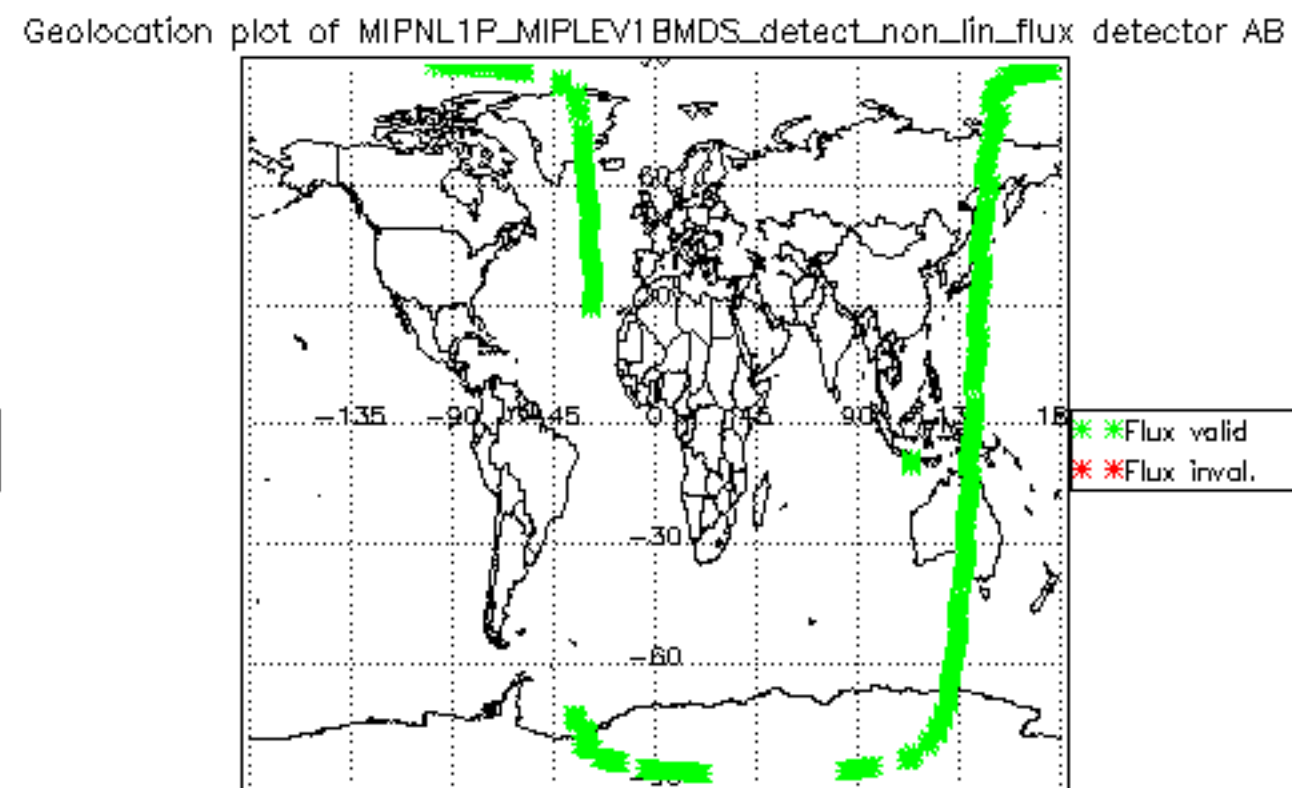 Geolocation plot of MIPNL1P_MIPLEV1BMDS_detect_non_lin_flux detector AB
60
-135 -90 45 0 45 90
Flux valid
Flux inval.
-30
-60